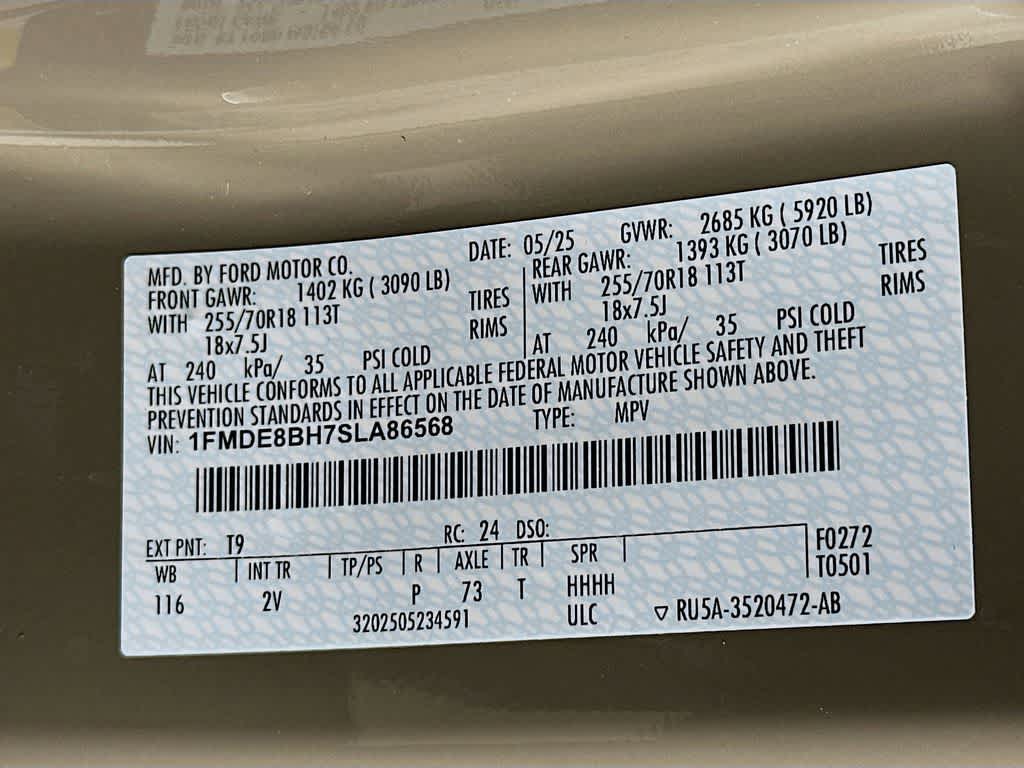 MFD. BY FORD MOTOR CO. DATE: 05/25 GVWR: 2685 KG ( 5920 LB)
FRONT GAWR: 1402 KG ( 3090 LB) REAR GAWR: 1393 KG ( 3070 LB)
WITH 255/70R18 113T TIRES WITH 255/70R18 113T TIRES
18x7.5J RIMS 18x7.5J RIMS
AT 240 kPa/ 35 PSI COLD AT 240 kPa/ 35 PSI COLD
THIS VEHICLE CONFORMS TO ALL APPLICABLE FEDERAL MOTOR VEHICLE SAFETY AND THEFT
PREVENTION STANDARDS IN EFFECT ON THE DATE OF MANUFACTURE SHOWN ABOVE.
VIN: 1FMDE8BH7SLA86568 TYPE: MPV
EXT PNT: T9 RC: 24 DSO: F0272
WB INT TR TP/PS R AXLE TR SPR T0501
116 2V P 73 T HHHH
3202505234591 ULC RU5A-3520472-AB